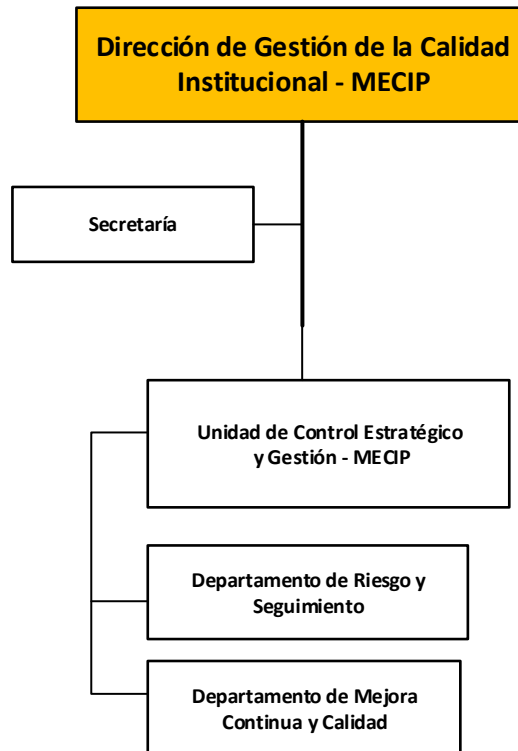 Dirección de Gestión de la Calidad
Institucional - MECIP
Secretaría
Unidad de Control Estratégico
y Gestión - MECIP
Departamento de Riesgo y
Seguimiento
Departamento de Mejora
Continua y Calidad